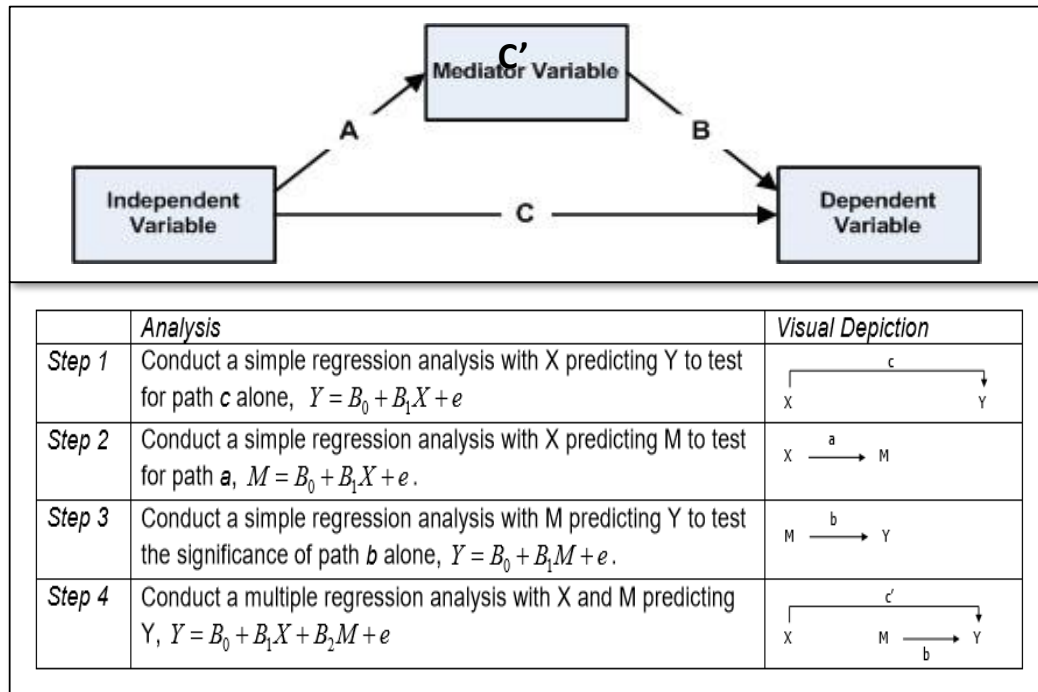 C’
Mediator Variable
A
B
Independent
Variable
C
Dependent
Variable
Analysis
Visual Depiction
Step 1
Conduct a simple regression analysis with X predicting Y to test
for path c alone, Y = B₀ + B₁X + e
c
X
Y
Step 2
Conduct a simple regression analysis with X predicting M to test
for path a, M = B₀ + B₁X + e.
a
X
M
Step 3
Conduct a simple regression analysis with M predicting Y to test
the significance of path b alone, Y = B₀ + B₁M + e.
b
M
Y
Step 4
Conduct a multiple regression analysis with X and M predicting
Y, Y = B₀ + B₁X + B₂M + e
c’
X
M
Y
b